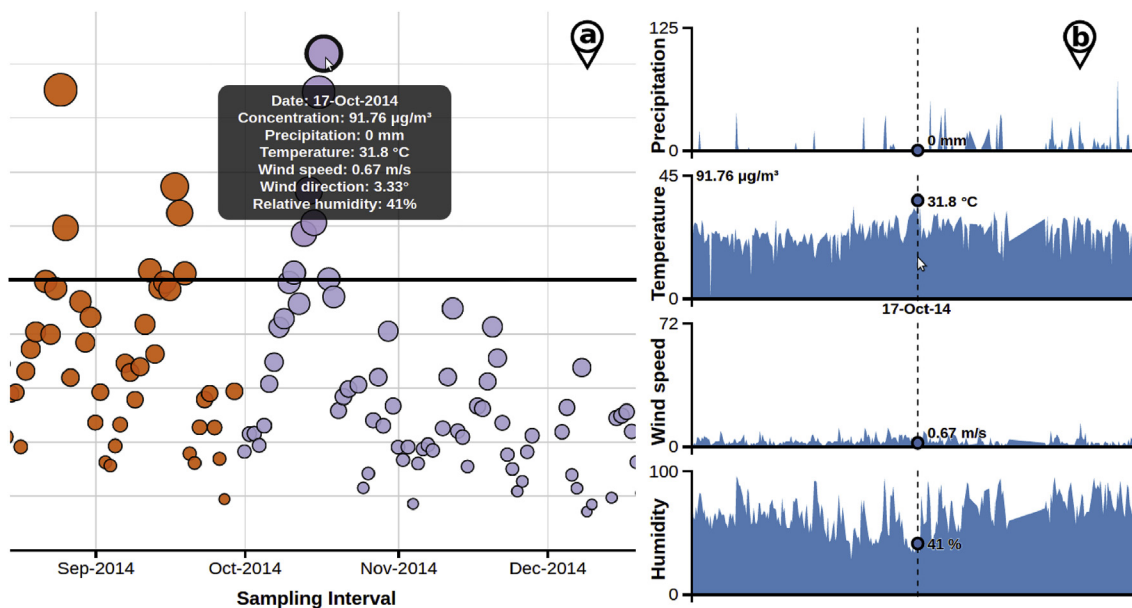 a
Date: 17-Oct-2014
Concentration: 91.76 µg/m³
Precipitation: 0 mm
Temperature: 31.8 °C
Wind speed: 0.67 m/s
Wind direction: 3.33°
Relative humidity: 41%
Sep-2014
Oct-2014
Nov-2014
Dec-2014
Sampling Interval
b
125
Precipitation
0 mm
0
45
91.76 µg/m³
Temperature
31.8 °C
0
17-Oct-14
72
Wind speed
0.67 m/s
0
100
Humidity
41 %
0